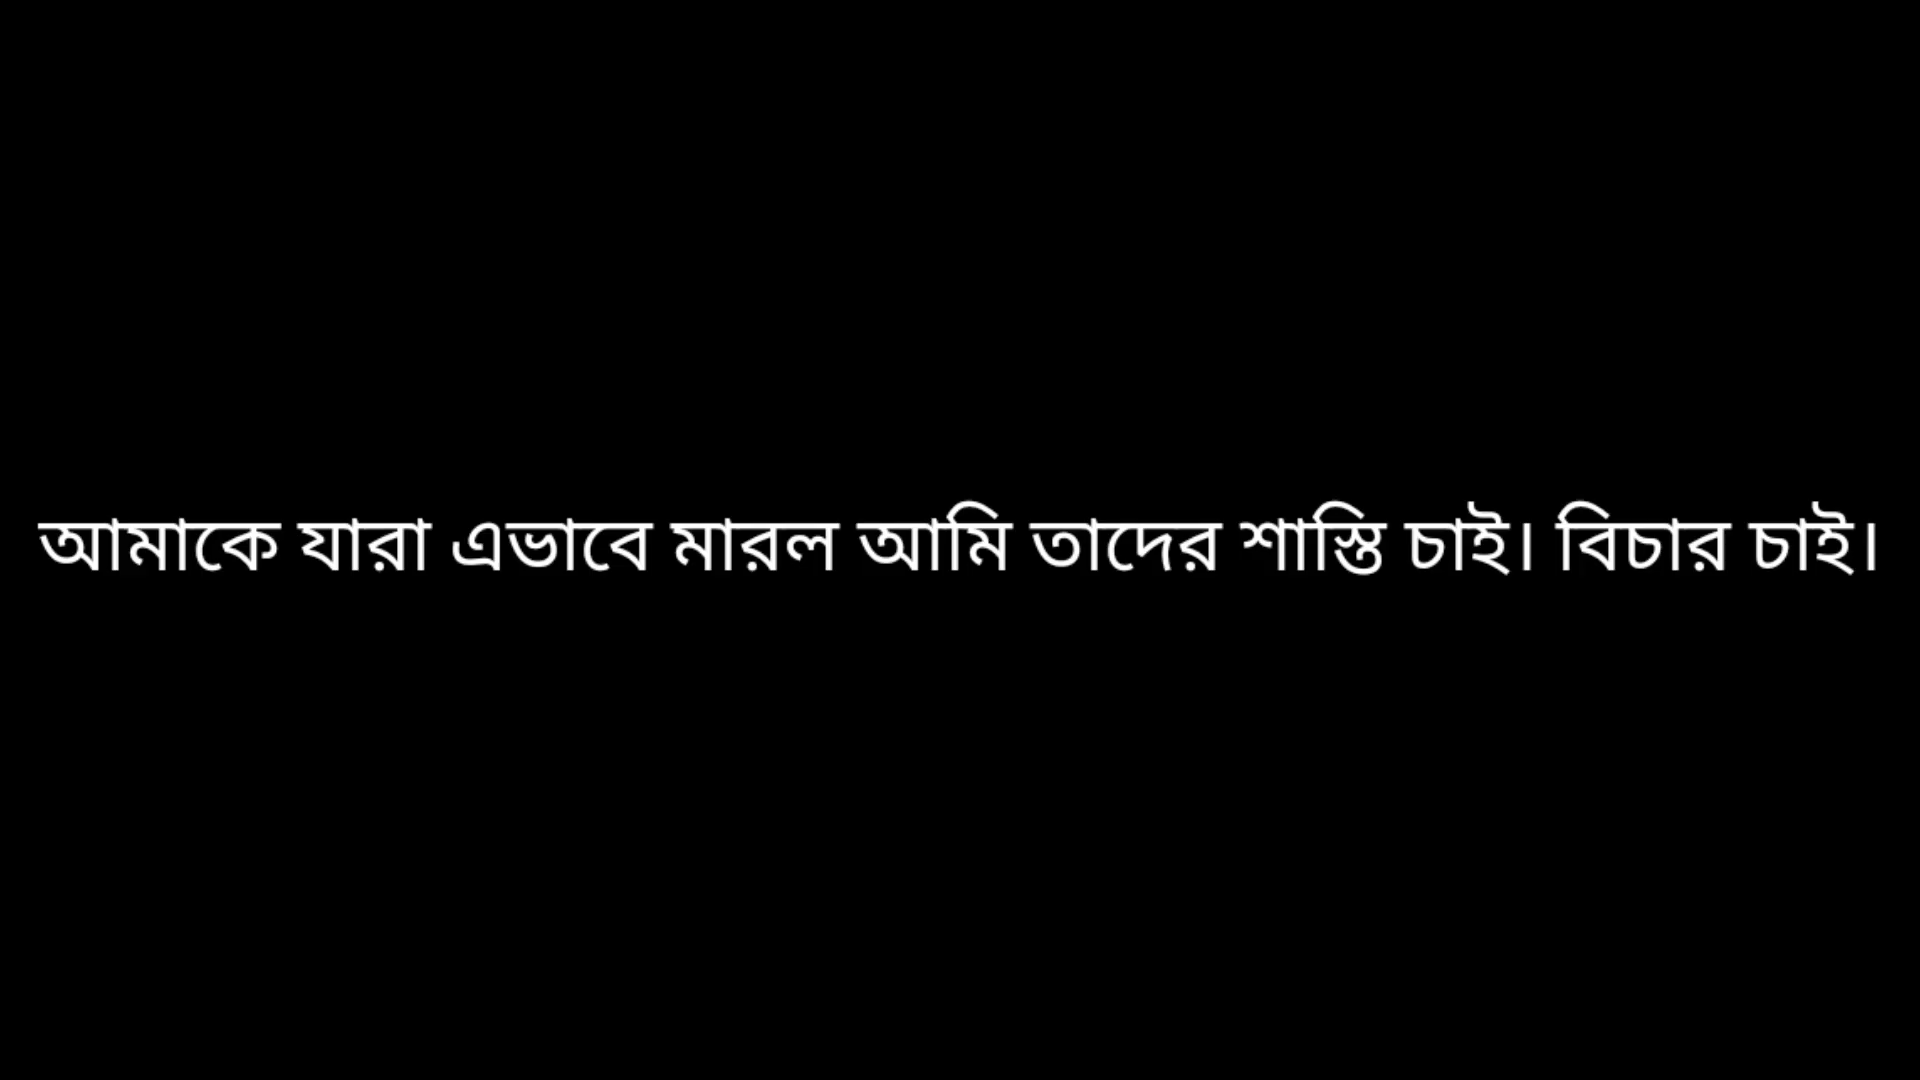 আমাকে যারা এভাবে মারল আমি তাদের শাস্তি চাই। বিচার চাই।